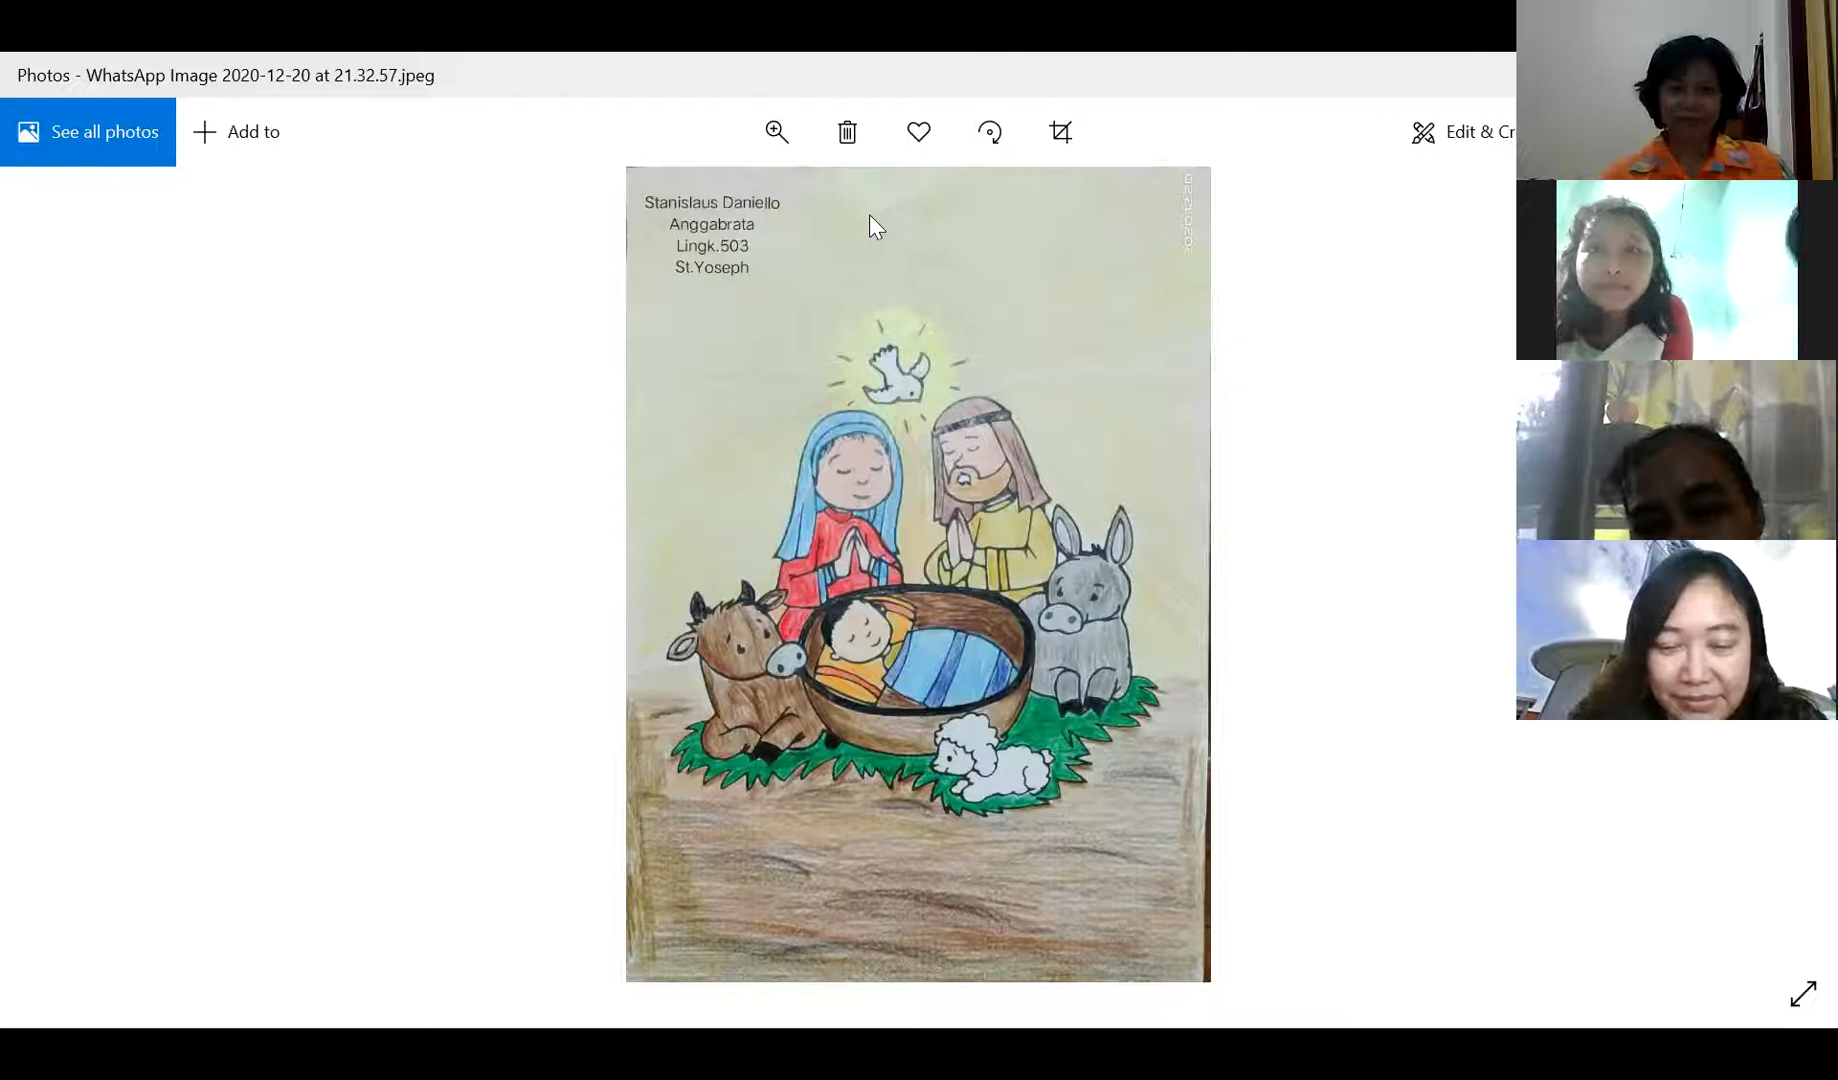 Photos - WhatsApp Image 2020-12-20 at 21.32.57.jpeg
See all photos
Add to
Edit & Cr
Stanislaus Daniello
Anggabrata
Lingk.503
St.Yoseph